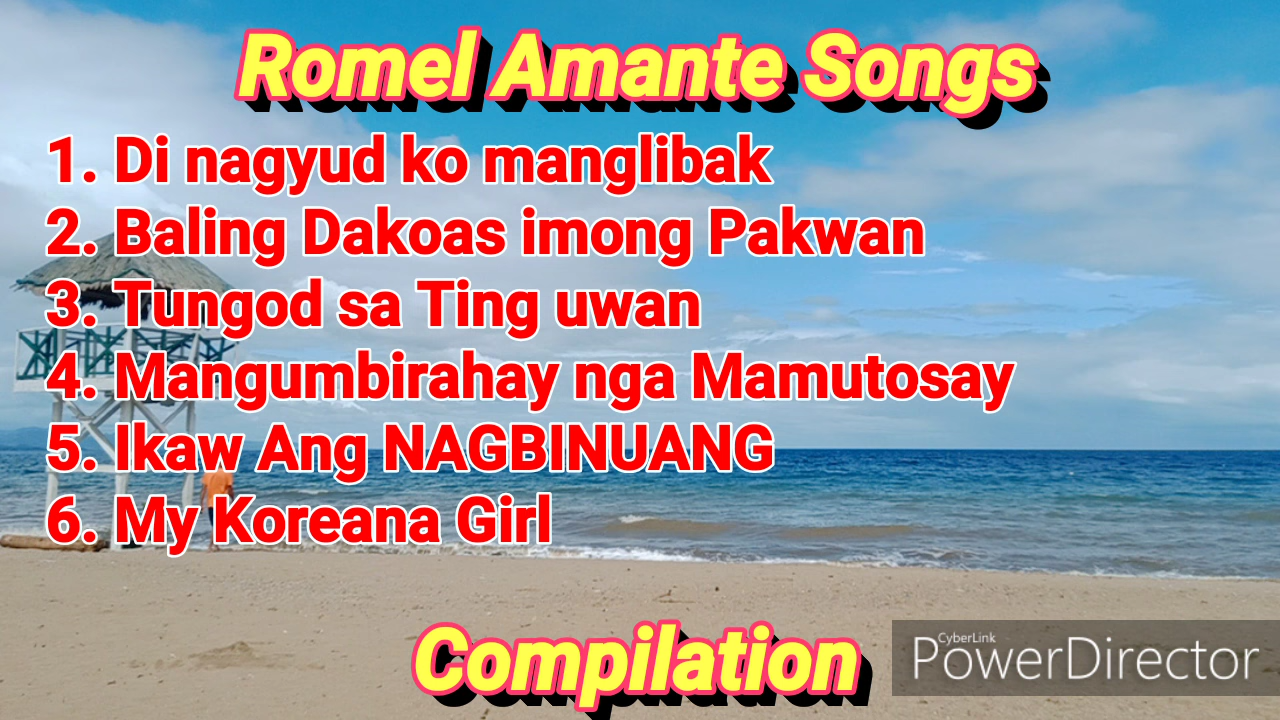 Romel Amante Songs
1. Di nagyud ko manglibak
2. Baling Dakoas imong Pakwan
3. Tungod sa Ting uwan
4. Mangumbirahay nga Mamutosay
5. Ikaw Ang NAGBINUANG
6. My Koreana Girl
Compilation
CyberLink
PowerDirector